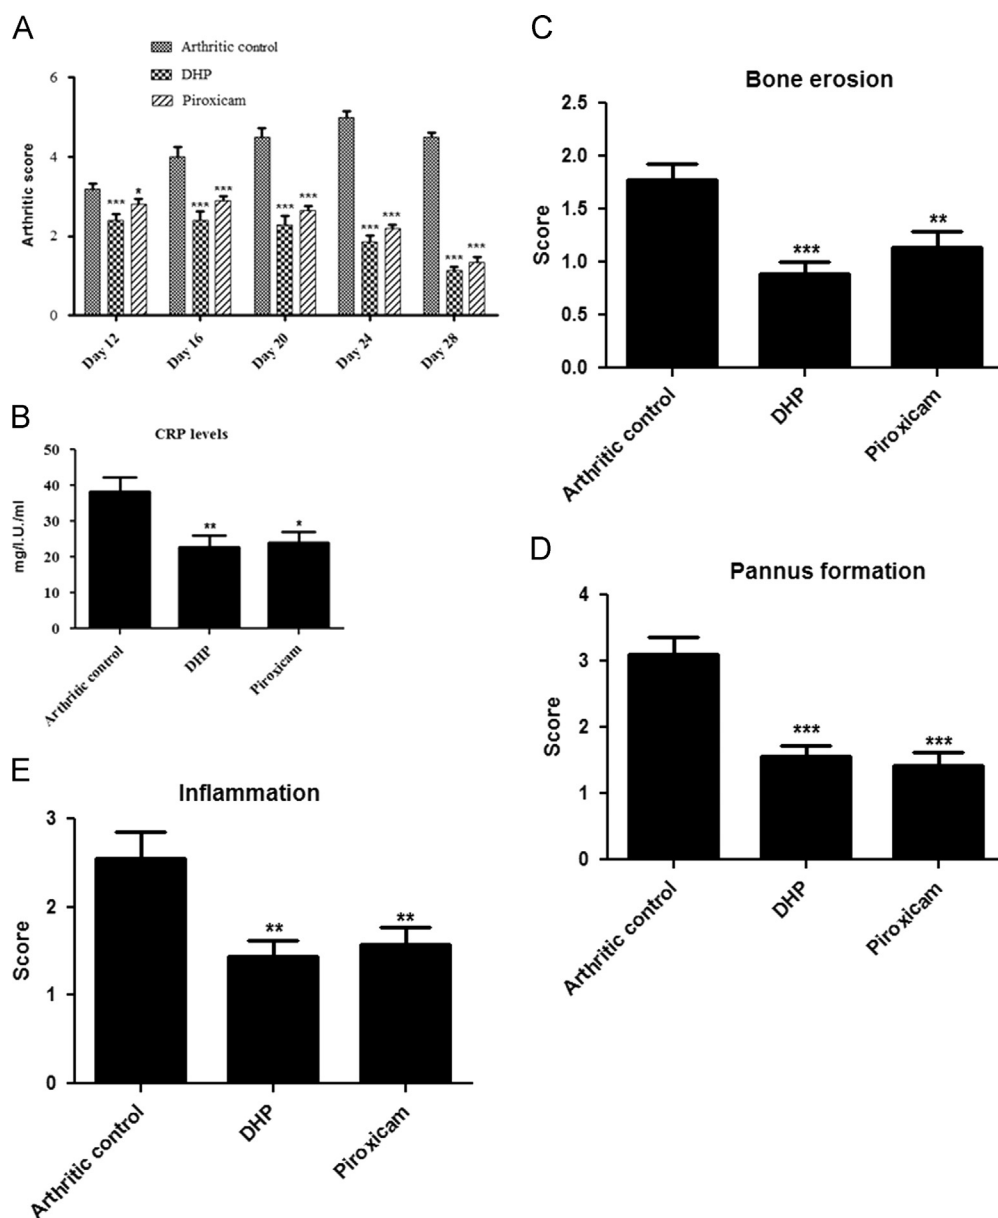 A
Arthritic control
DHP
Piroxicam
Arthritic score
6
4
2
0
***
*
***
***
***
***
***
***
***
***
Day 12
Day 16
Day 20
Day 24
Day 28
B
CRP levels
mg/I.U./ml
50
40
30
20
10
0
**
*
Arthritic control
DHP
Piroxicam
C
Bone erosion
Score
2.5
2.0
1.5
1.0
0.5
0.0
***
**
Arthritic control
DHP
Piroxicam
D
Pannus formation
Score
4
3
2
1
0
***
***
Arthritic control
DHP
Piroxicam
E
Inflammation
Score
3
2
1
0
**
**
Arthritic control
DHP
Piroxicam